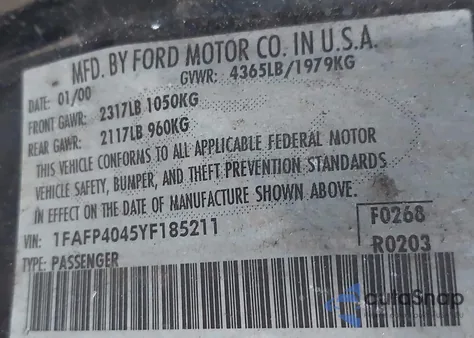 MFD. BY FORD MOTOR CO. IN U.S.A.
DATE: 01/00
GVWR: 4365LB/1979KG
FRONT GAWR: 2317LB 1050KG
REAR GAWR: 2117LB 960KG
THIS VEHICLE CONFORMS TO ALL APPLICABLE FEDERAL MOTOR
VEHICLE SAFETY, BUMPER, AND THEFT PREVENTION STANDARDS
IN EFFECT ON THE DATE OF MANUFACTURE SHOWN ABOVE.
VIN: 1FAFP4045YF185211
F0268
TYPE: PASSENGER
R0203
autoSnap